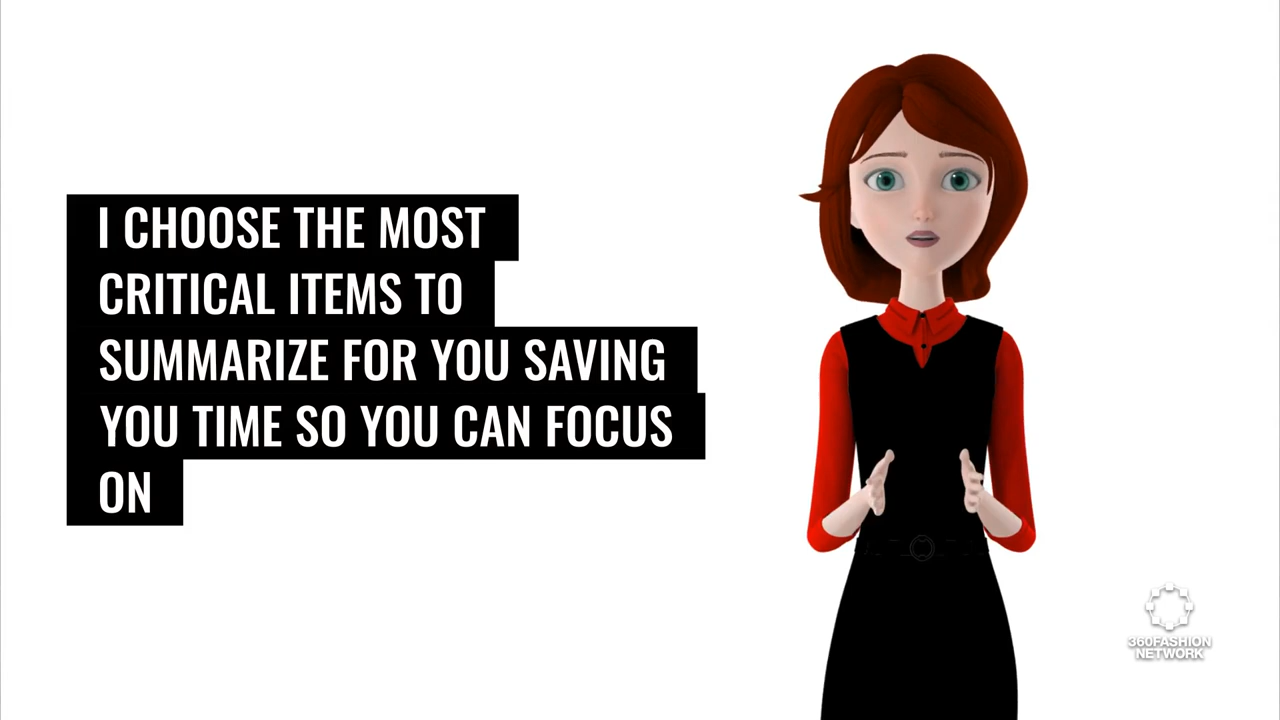 I CHOOSE THE MOST
CRITICAL ITEMS TO
SUMMARIZE FOR YOU SAVING
YOU TIME SO YOU CAN FOCUS
ON
360FASHION
NETWORK